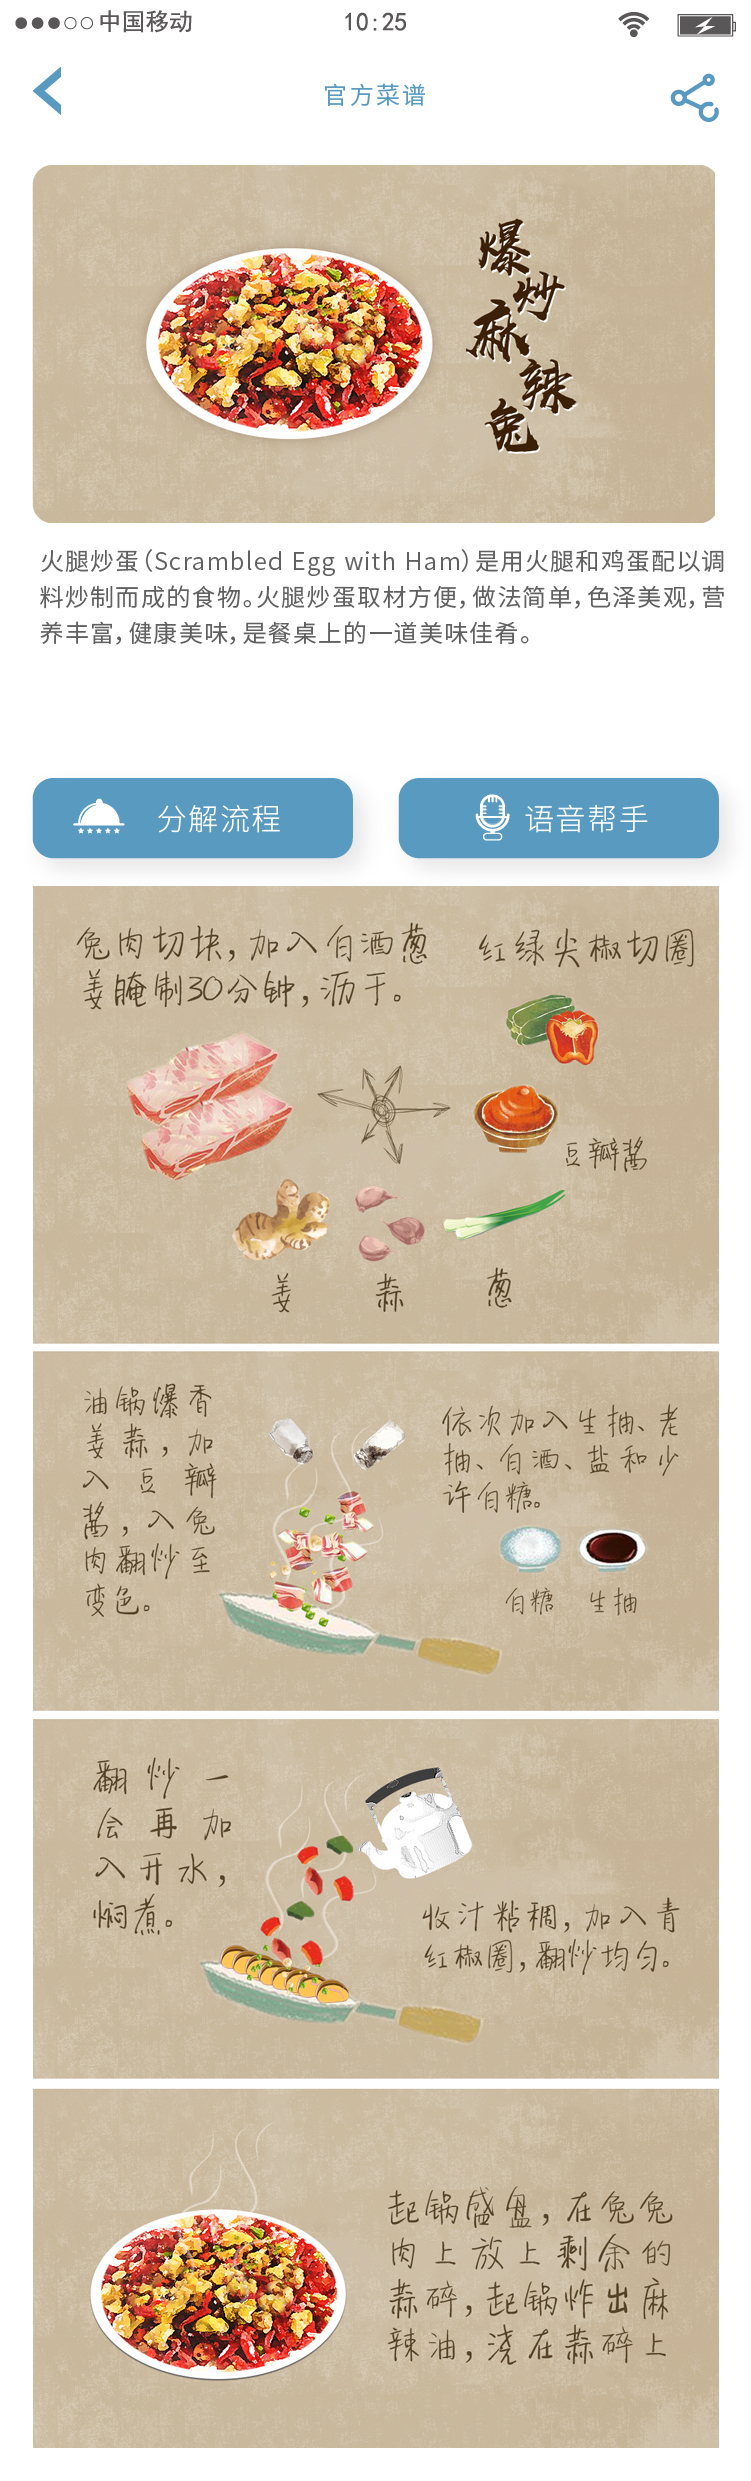 中国移动
10:25
官方菜谱
爆炒麻辣兔
火腿炒蛋（Scrambled Egg with Ham）是用火腿和鸡蛋配以调
料炒制而成的食物。火腿炒蛋取材方便，做法简单，色泽美观，营
养丰富，健康美味，是餐桌上的一道美味佳肴。
分解流程
语音帮手
兔肉切块，加入白酒葱
姜腌制30分钟，沥干。
红绿尖椒切圈
豆瓣酱
姜
蒜
葱
油锅爆香
姜蒜，加
入豆瓣
酱，入兔
肉翻炒至
变色。
依次加入生抽、老
抽、白酒、盐和少
许白糖。
白糖
生抽
翻炒一
会再加
入开水，
焖煮。
收汁粘稠，加入青
红椒圈，翻炒均匀。
起锅盛盘，在兔兔
肉上放上剩余的
蒜碎，起锅炸出麻
辣油，浇在蒜碎上